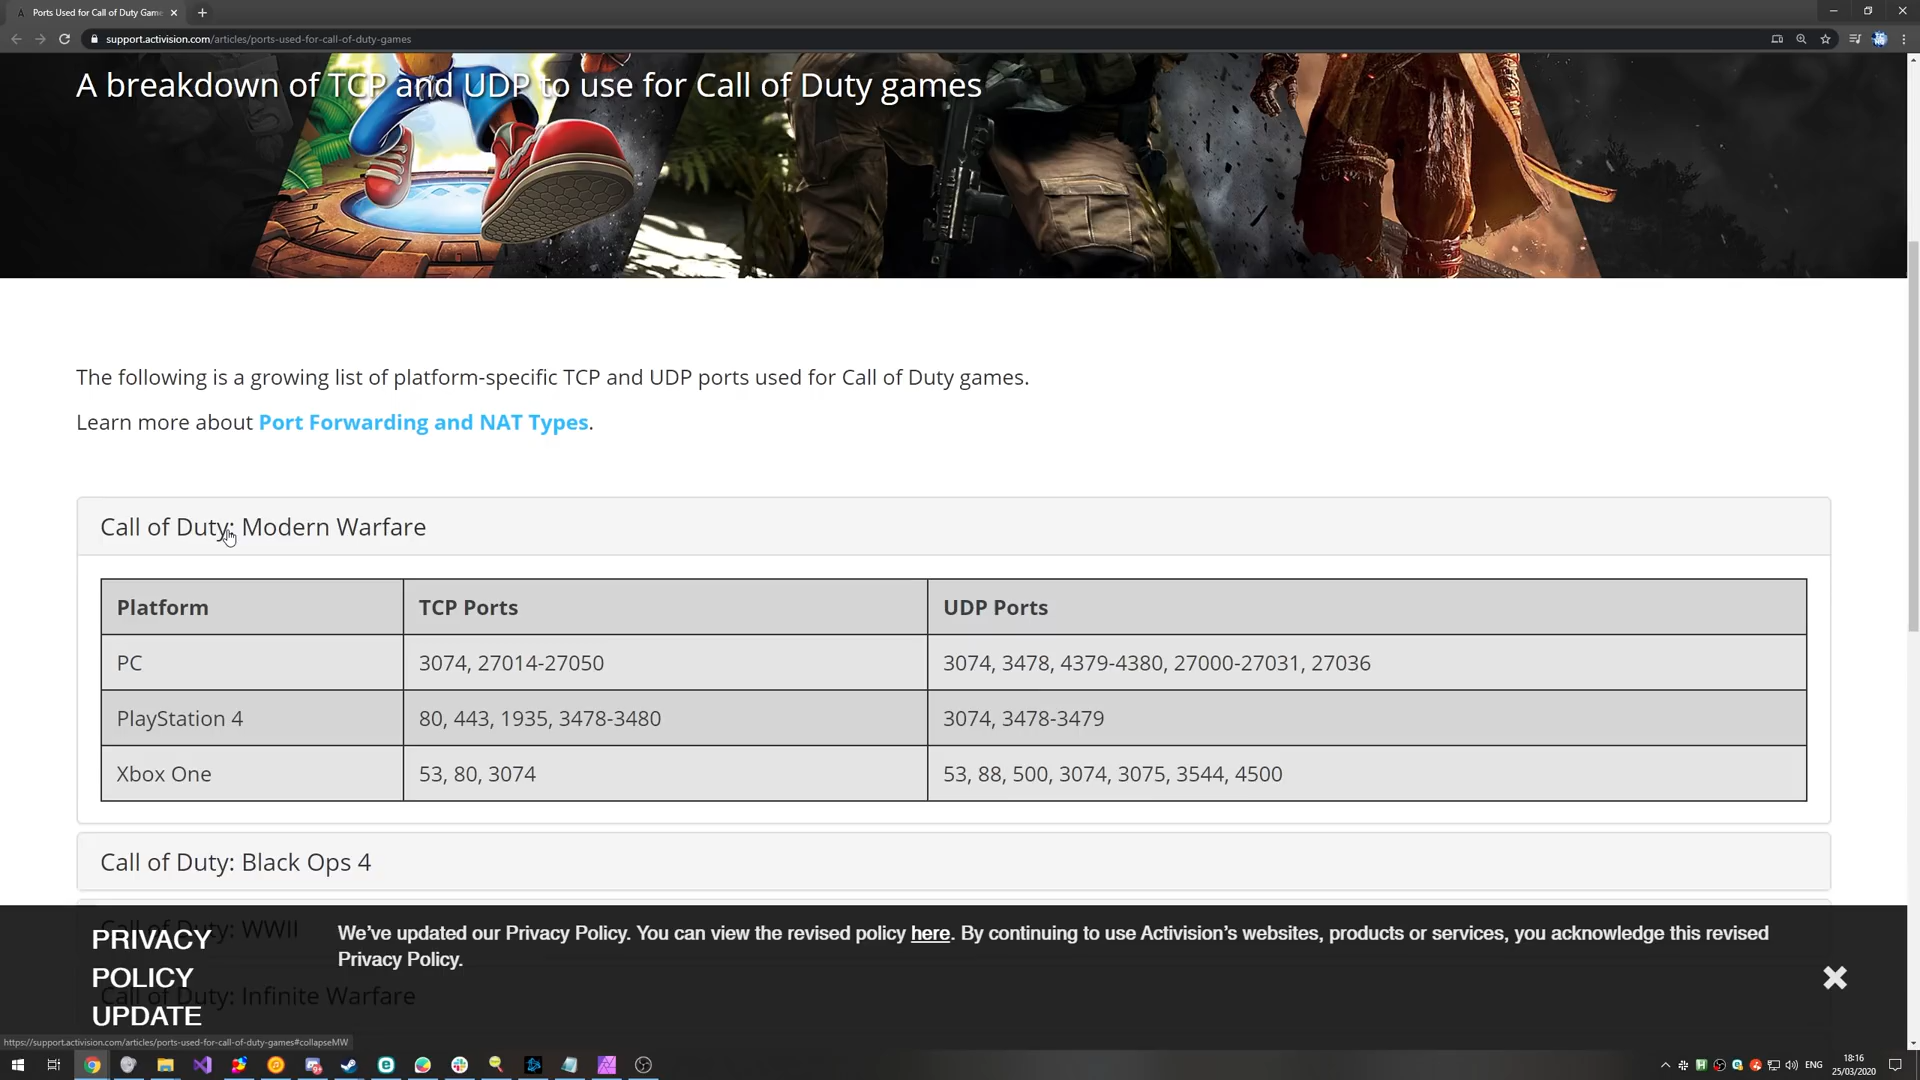 Ports Used for Call of Duty Gam
support.activision.com/articles/ports-used-for-call-of-duty-games
A breakdown of TCP and UDP to use for Call of Duty games
The following is a growing list of platform-specific TCP and UDP ports used for Call of Duty games.
Learn more about Port Forwarding and NAT Types.
Call of Duty: Modern Warfare
Platform TCP Ports UDP Ports
PC 3074, 27014-27050 3074, 3478, 4379-4380, 27000-27031, 27036
PlayStation 4 80, 443, 1935, 3478-3480 3074, 3478-3479
Xbox One 53, 80, 3074 53, 88, 500, 3074, 3075, 3544, 4500
Call of Duty: Black Ops 4
Call of Duty: WWII
Call of Duty: Infinite Warfare
PRIVACY
POLICY
UPDATE
We've updated our Privacy Policy. You can view the revised policy here. By continuing to use Activision's websites, products or services, you acknowledge this revised
Privacy Policy.
https://support.activision.com/articles/ports-used-for-call-of-duty-games#collapseMW
ENG
18:16
25/03/2020